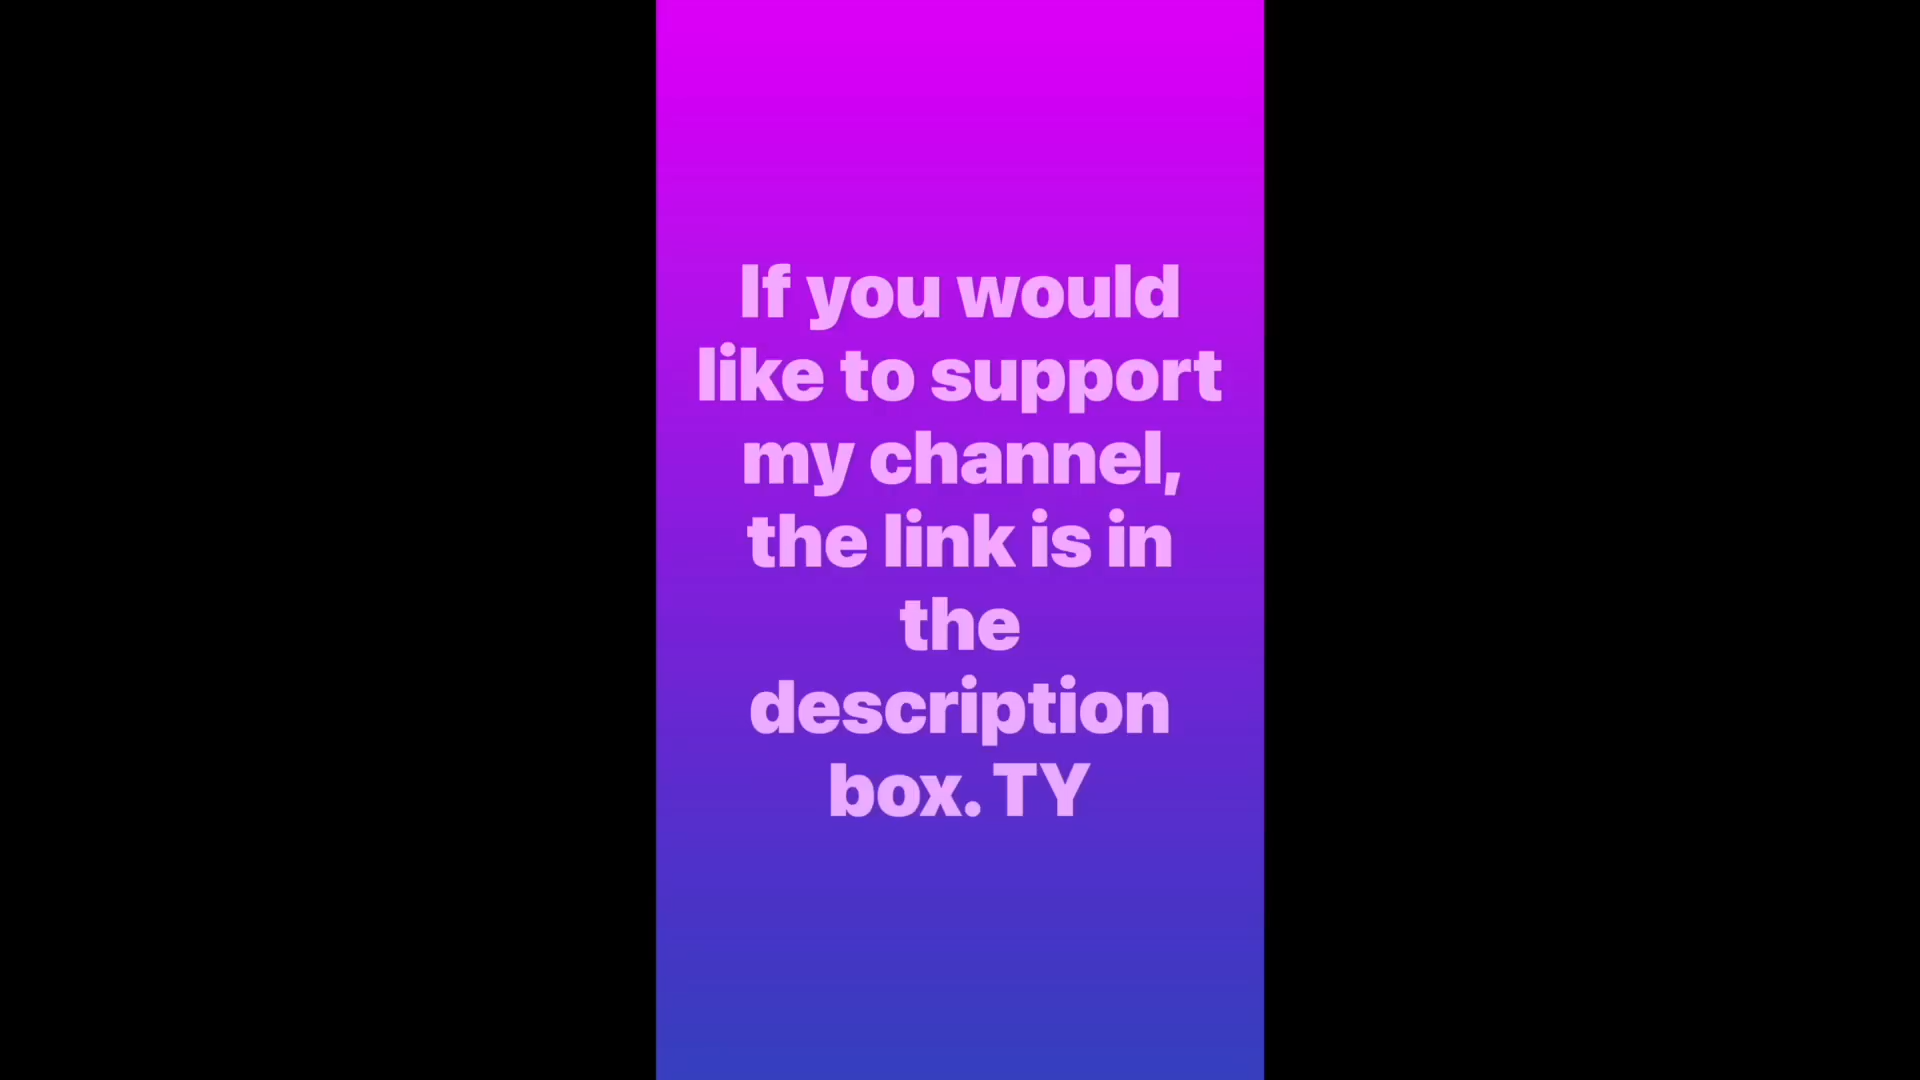 If you would
like to support
my channel,
the link is in
the
description
box. TY